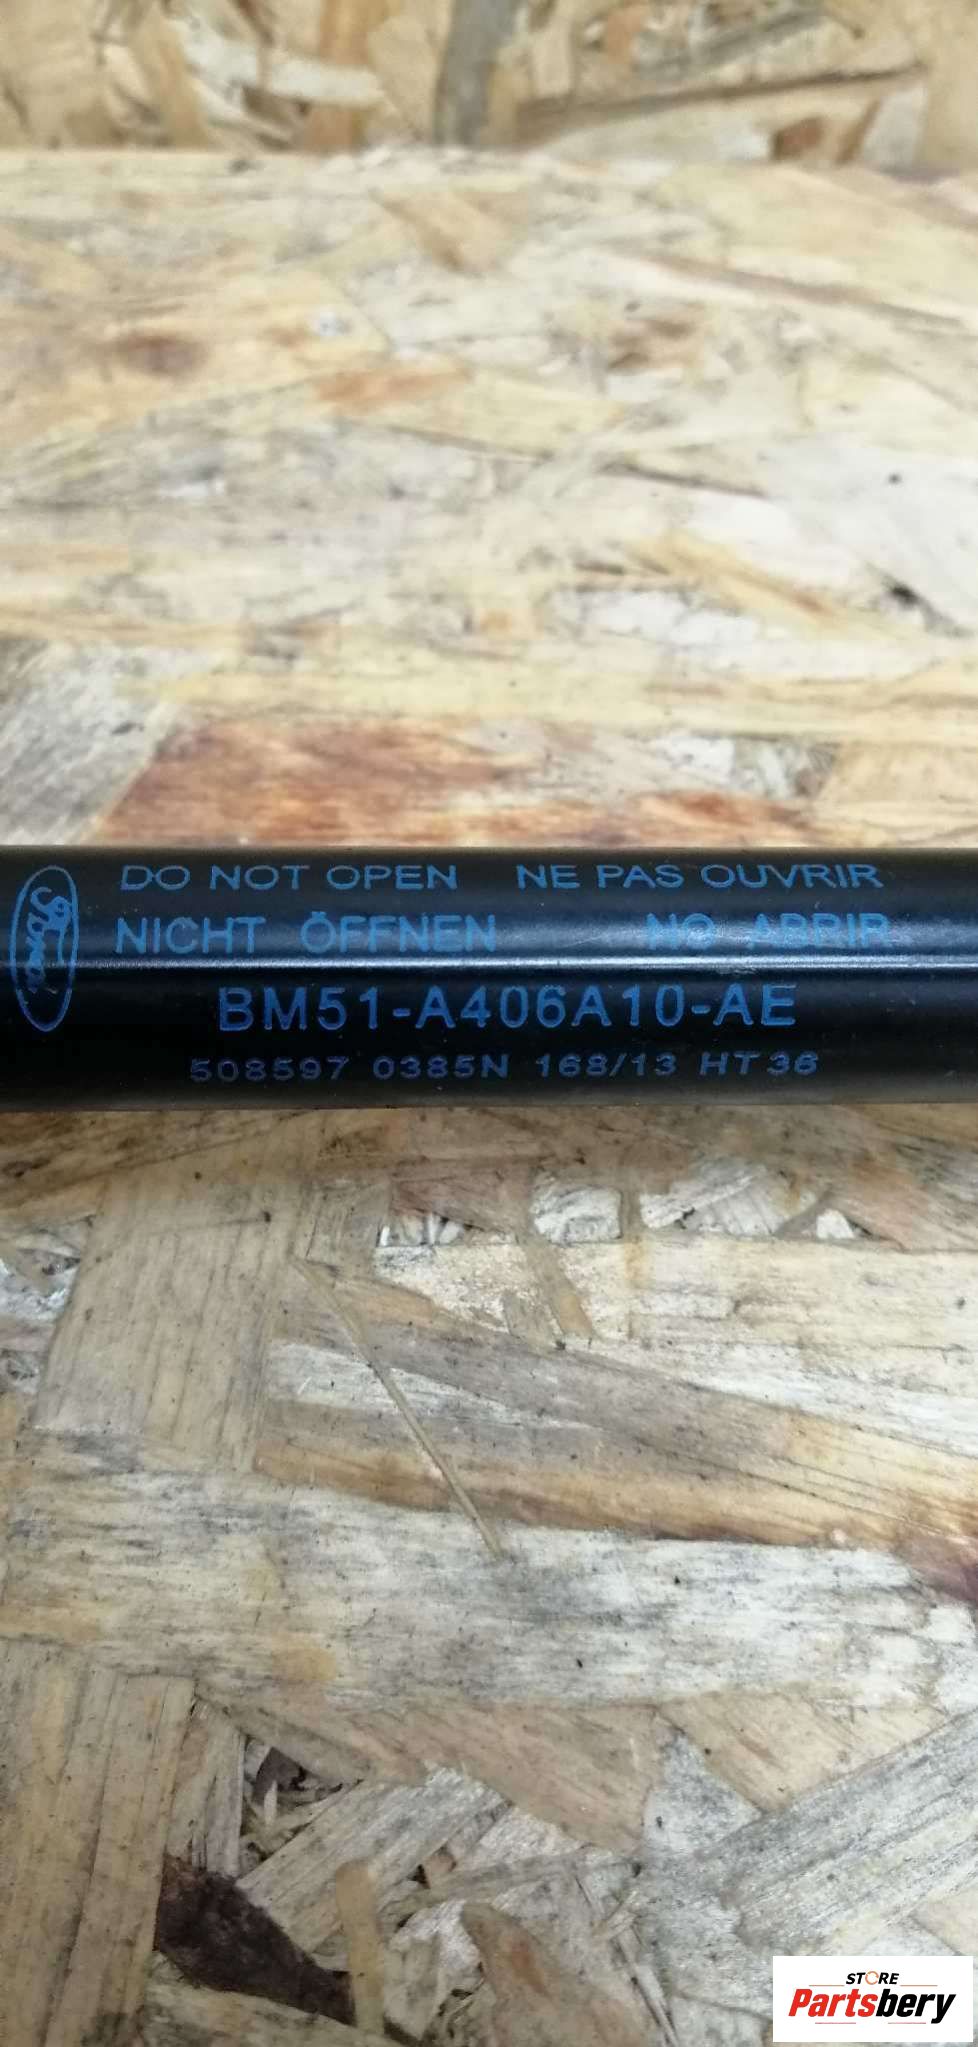 Ford
DO NOT OPEN NE PAS OUVRIR
NICHT ÖFFNEN NO ABRIR
BM51-A406A10-AE
508597 0385N 168/13 HT36
STORE
Partsbery